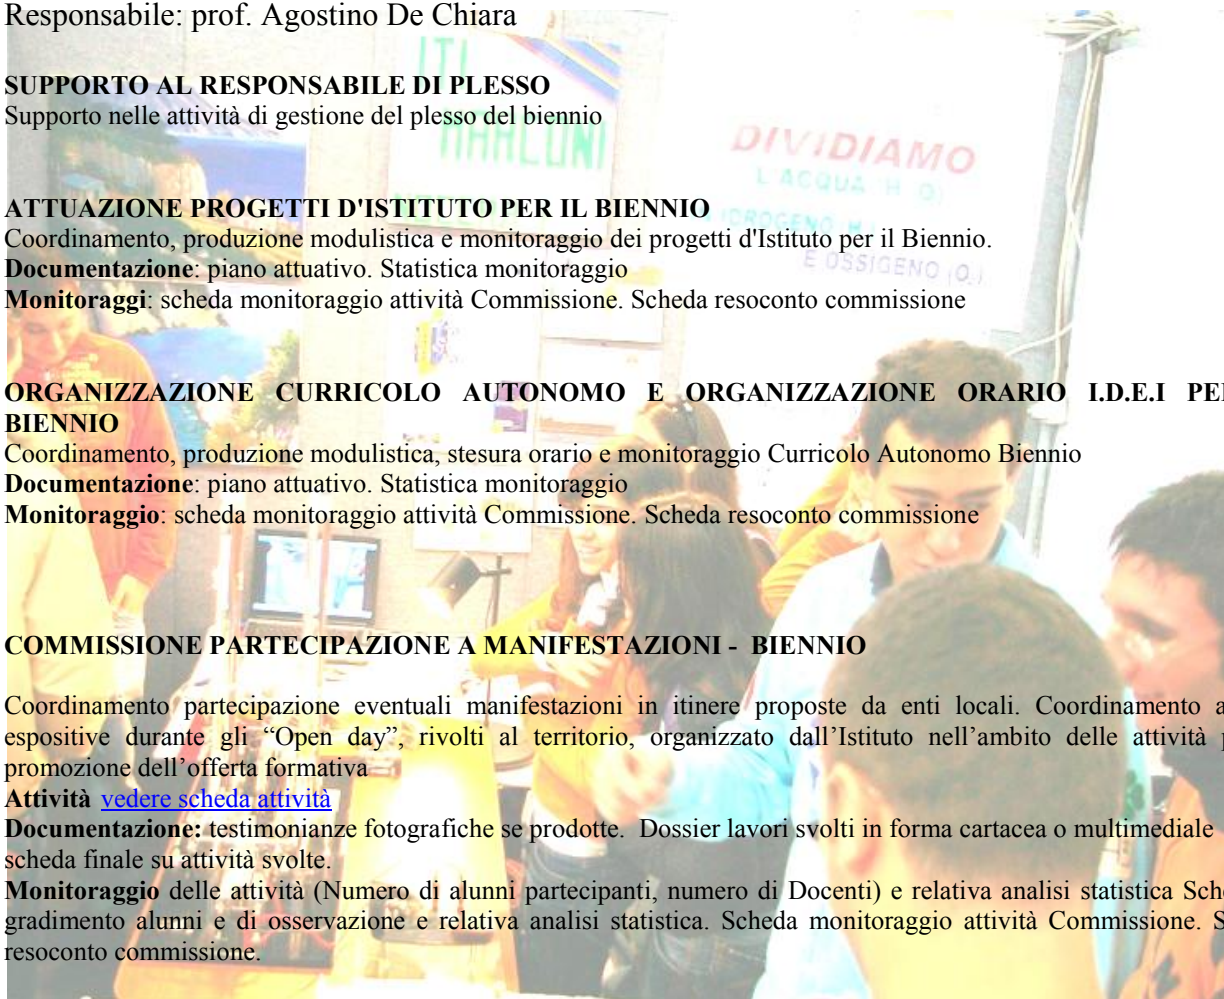 Responsabile: prof. Agostino De Chiara
ITI
MARCONI
SUPPORTO AL RESPONSABILE DI PLESSO
Supporto nelle attività di gestione del plesso del biennio
DIVIDIAMO
L'ACQUA (H O)
ATTUAZIONE PROGETTI D'ISTITUTO PER IL BIENNIO
Coordinamento, produzione modulistica e monitoraggio dei progetti d'Istituto per il Biennio.
E OSSIGENO (O )
Documentazione: piano attuativo. Statistica monitoraggio
Monitoraggi: scheda monitoraggio attività Commissione. Scheda resoconto commissione
ORGANIZZAZIONE CURRICOLO AUTONOMO E ORGANIZZAZIONE ORARIO I.D.E.I
BIENNIO
Coordinamento, produzione modulistica, stesura orario e monitoraggio Curricolo Autonomo Biennio
Documentazione: piano attuativo. Statistica monitoraggio
Monitoraggio: scheda monitoraggio attività Commissione. Scheda resoconto commissione
COMMISSIONE PARTECIPAZIONE A MANIFESTAZIONI - BIENNIO
Coordinamento partecipazione eventuali manifestazioni in itinere proposte da enti locali. Coordinamento
espositive durante gli “Open day”, rivolti al territorio, organizzato dall’Istituto nell’ambito delle attività
promozione dell’offerta formativa
Attività vedere scheda attività
Documentazione: testimonianze fotografiche se prodotte. Dossier lavori svolti in forma cartacea o multimediale
scheda finale su attività svolte.
Monitoraggio delle attività (Numero di alunni partecipanti, numero di Docenti) e relativa analisi statistica
gradimento alunni e di osservazione e relativa analisi statistica. Scheda monitoraggio attività Commissione.
resoconto commissione.